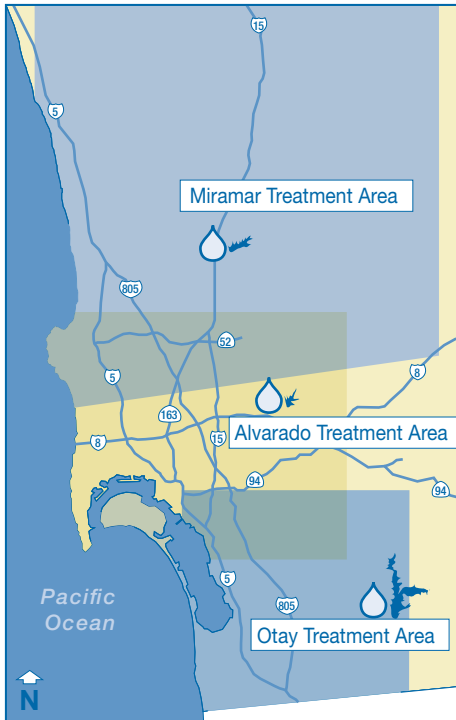 15
5
Miramar Treatment Area
805
52
5
8
163
15
8
Alvarado Treatment Area
94
94
5
805
Pacific
Ocean
Otay Treatment Area
N